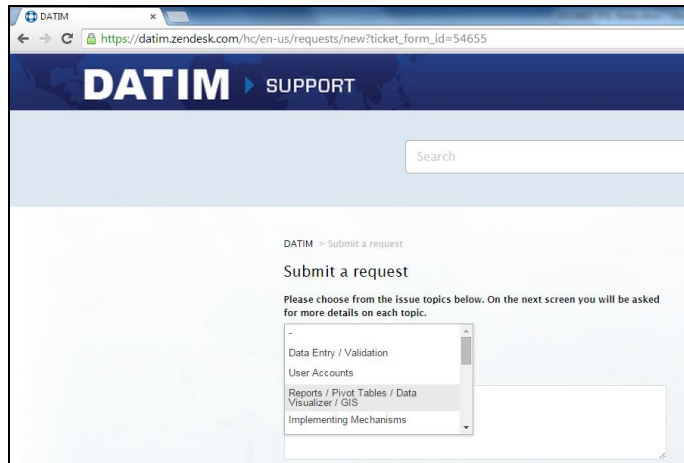 DATIM
https://datim.zendesk.com/hc/en-us/requests/new?ticket_form_id=54655
DATIM SUPPORT
Search
DATIM > Submit a request
Submit a request
Please choose from the issue topics below. On the next screen you will be asked
for more details on each topic.
-
Data Entry / Validation
User Accounts
Reports / Pivot Tables / Data
Visualizer / GIS
Implementing Mechanisms